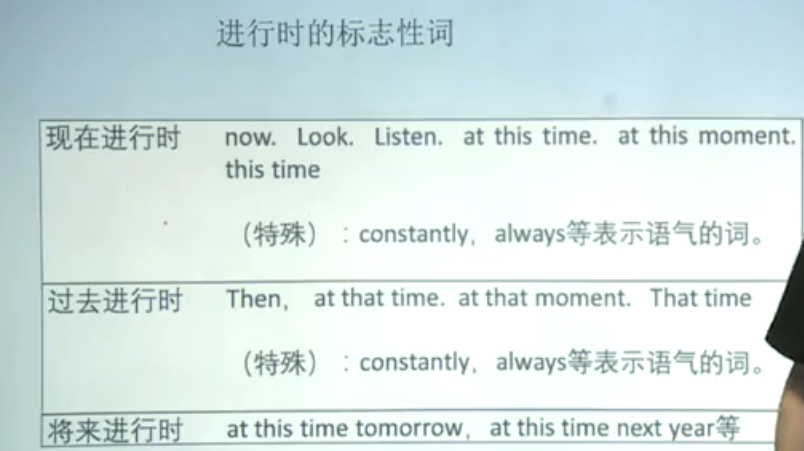 进行时的标志性词
现在进行时 now. Look. Listen. at this time. at this moment.
this time
（特殊）：constantly，always等表示语气的词。
过去进行时 Then， at that time. at that moment. That time
（特殊）：constantly，always等表示语气的词。
将来进行时 at this time tomorrow，at this time next year等